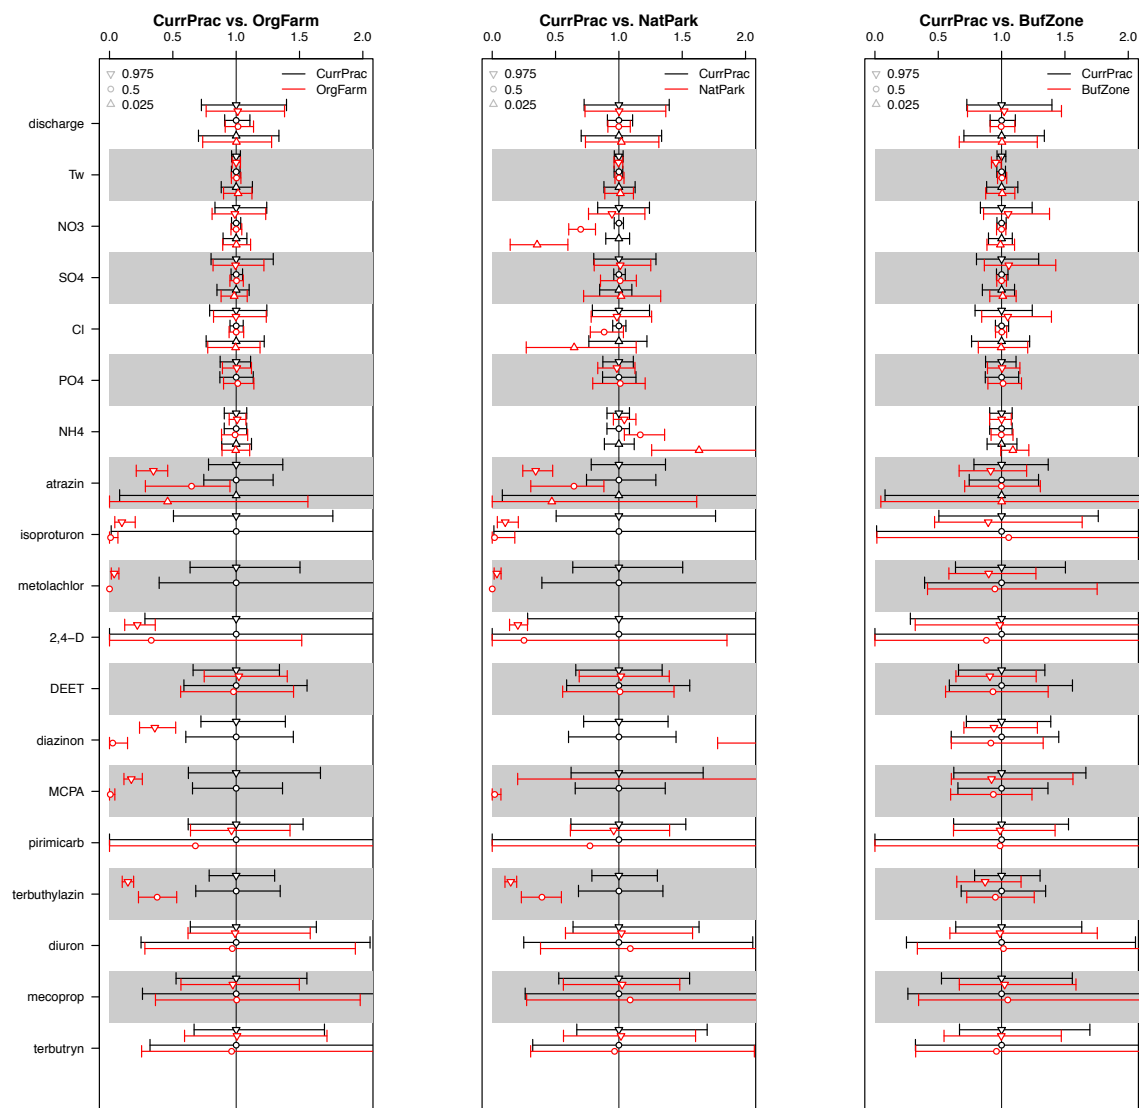 CurrPrac vs. OrgFarm
0.0 0.5 1.0 1.5 2.0
0.975
0.5
0.025
CurrPrac
OrgFarm
CurrPrac vs. NatPark
0.0 0.5 1.0 1.5 2.0
0.975
0.5
0.025
CurrPrac
NatPark
CurrPrac vs. BufZone
0.0 0.5 1.0 1.5 2.0
0.975
0.5
0.025
CurrPrac
BufZone
discharge
Tw
NO3
SO4
Cl
PO4
NH4
atrazin
isoproturon
metolachlor
2,4−D
DEET
diazinon
MCPA
pirimicarb
terbuthylazin
diuron
mecoprop
terbutryn